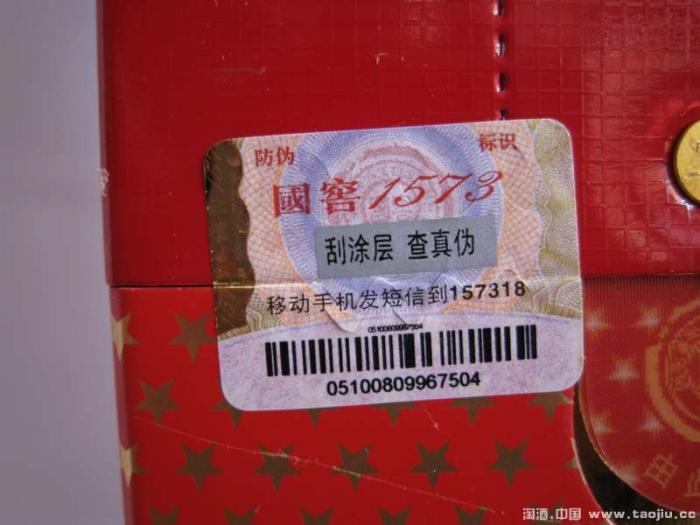 防伪 标识
國窖1573
刮涂层 查真伪
移动手机发短信到157318
05100809967504
05100809967504
淘酒.中国 www.taojiu.cc